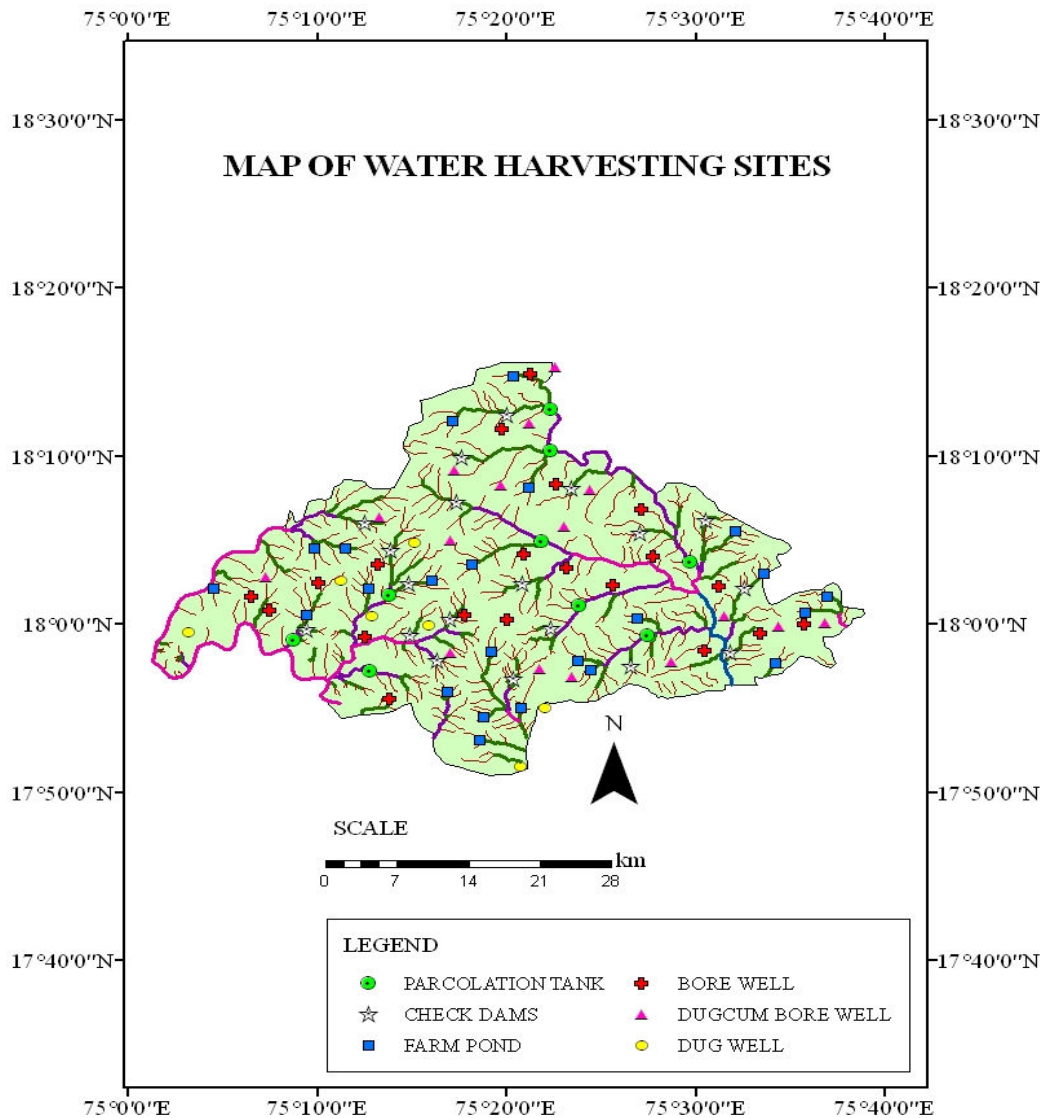 75°0'0"E 75°10'0"E 75°20'0"E 75°30'0"E 75°40'0"E
18°30'0"N 18°30'0"N
MAP OF WATER HARVESTING SITES
18°20'0"N 18°20'0"N
18°10'0"N 18°10'0"N
18°0'0"N 18°0'0"N
N
17°50'0"N 17°50'0"N
SCALE
km
0 7 14 21 28
LEGEND
17°40'0"N 17°40'0"N
PARCOLATION TANK BORE WELL
CHECK DAMS DUGCUM BORE WELL
FARM POND DUG WELL
75°0'0"E 75°10'0"E 75°20'0"E 75°30'0"E 75°40'0"E